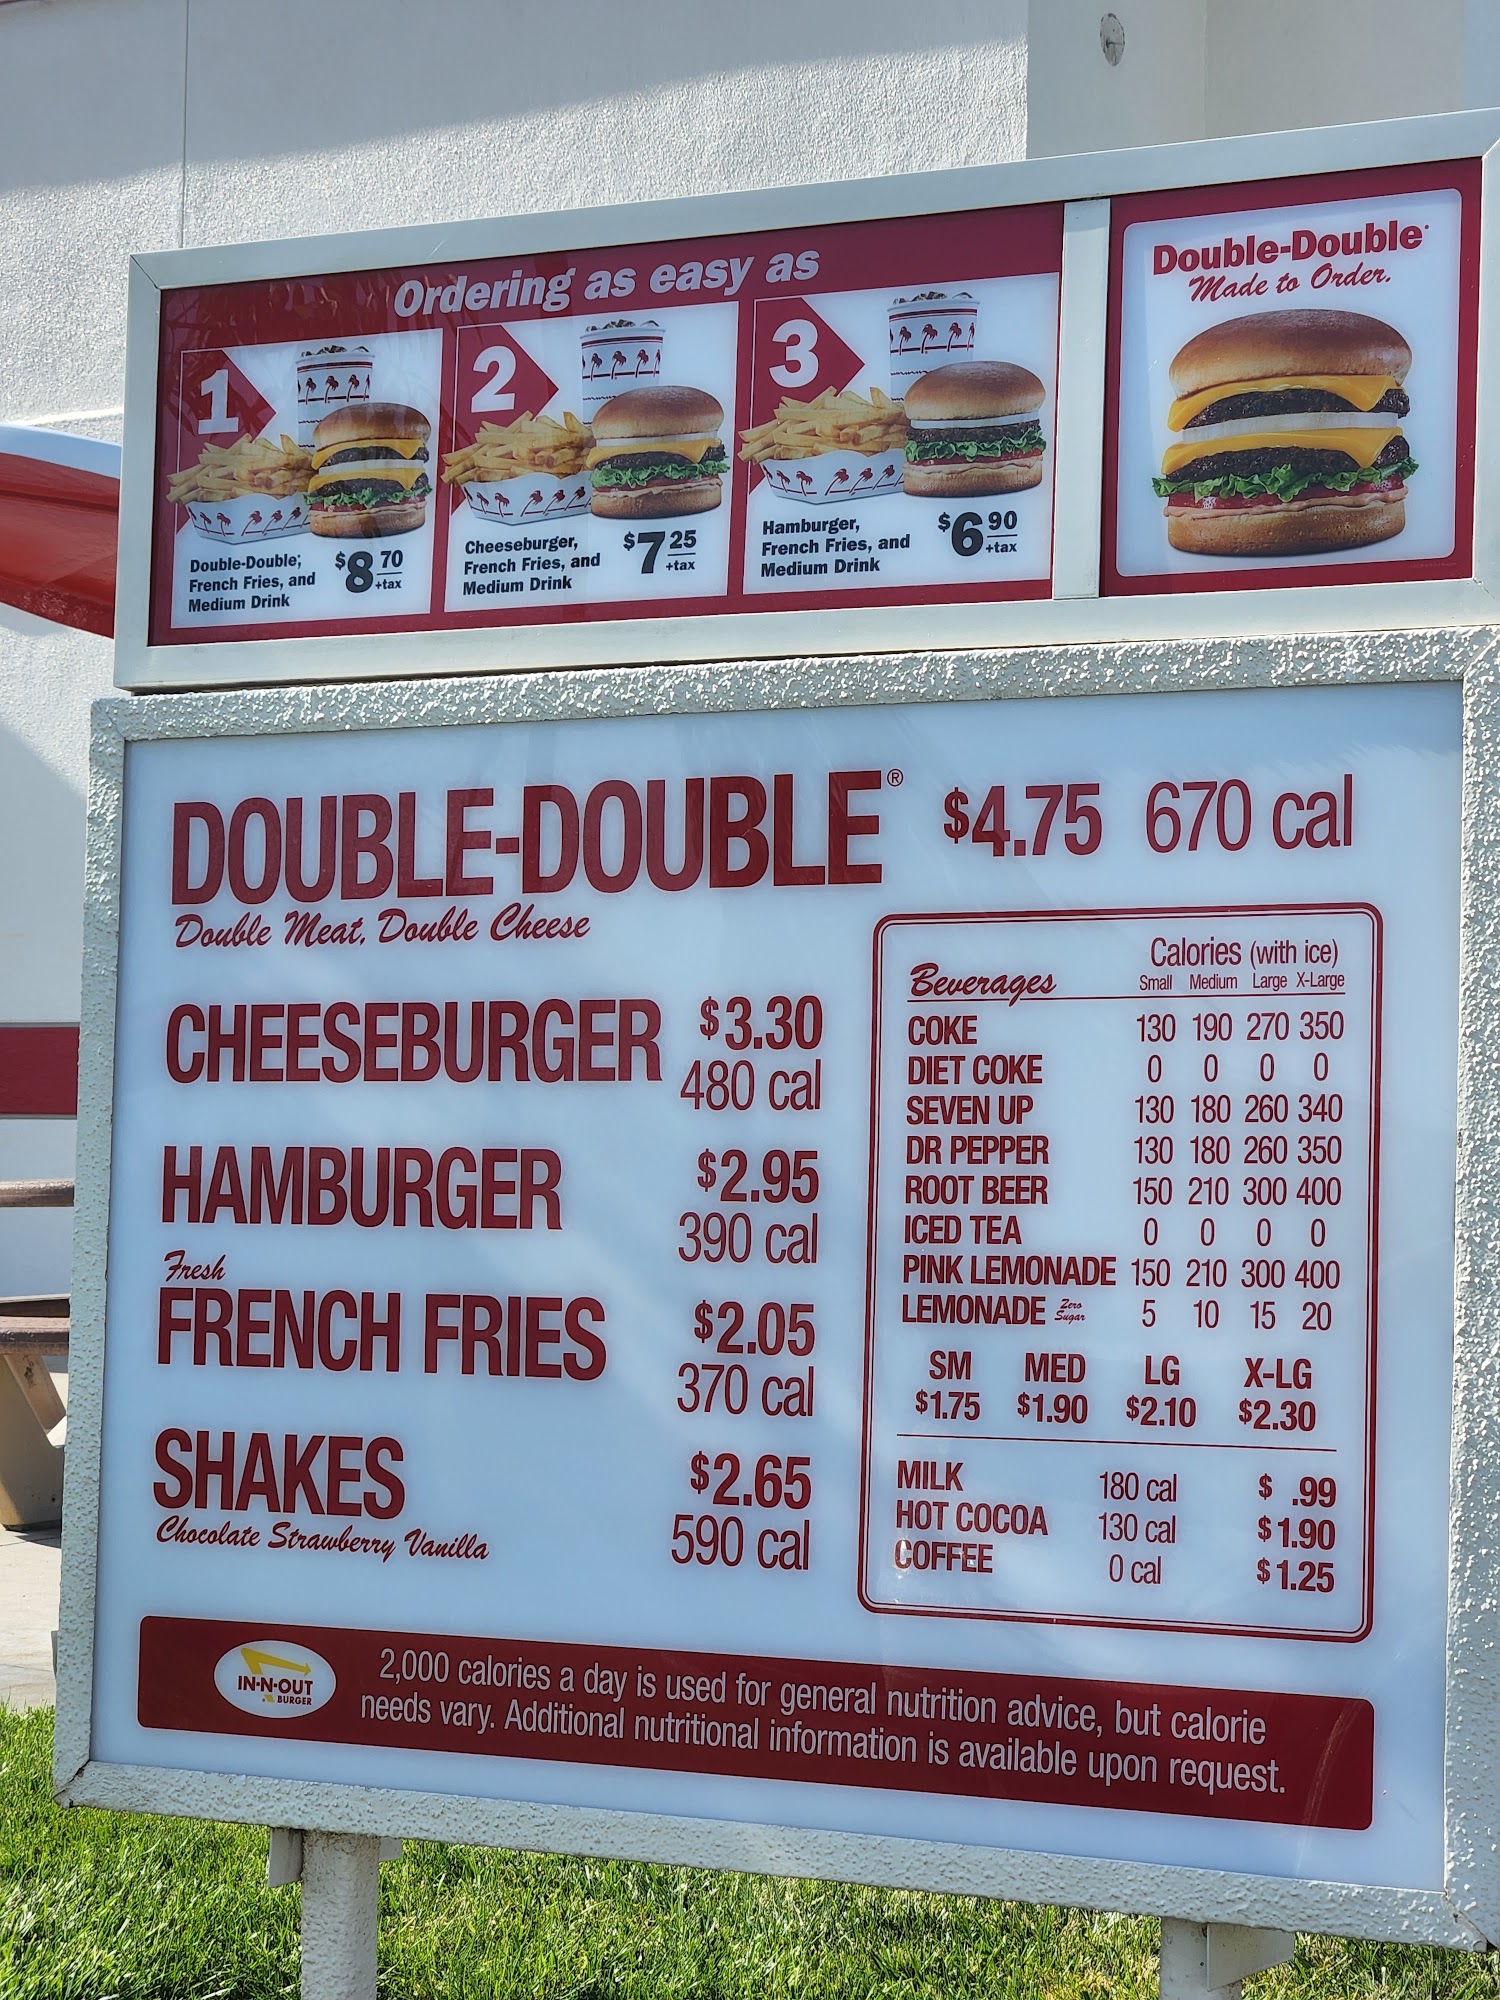 Ordering as easy as
1
Double-Double;
French Fries, and
Medium Drink
$8 70
+tax
2
Cheeseburger,
French Fries, and
Medium Drink
$7 25
+tax
3
Hamburger,
French Fries, and
Medium Drink
$6 90
+tax
Double-Double
Made to Order.
DOUBLE-DOUBLE® $4.75 670 cal
Double Meat, Double Cheese
CHEESEBURGER $3.30
480 cal
HAMBURGER $2.95
390 cal
Fresh
FRENCH FRIES $2.05
370 cal
SHAKES $2.65
Chocolate Strawberry Vanilla 590 cal
Calories (with ice)
Beverages Small Medium Large X-Large
COKE 130 190 270 350
DIET COKE 0 0 0 0
SEVEN UP 130 180 260 340
DR PEPPER 130 180 260 350
ROOT BEER 150 210 300 400
ICED TEA 0 0 0 0
PINK LEMONADE 150 210 300 400
LEMONADE Zero Sugar 5 10 15 20
SM MED LG X-LG
$1.75 $1.90 $2.10 $2.30
MILK 180 cal $ .99
HOT COCOA 130 cal $1.90
COFFEE 0 cal $1.25
IN-N-OUT
BURGER
2,000 calories a day is used for general nutrition advice, but calorie
needs vary. Additional nutritional information is available upon request.